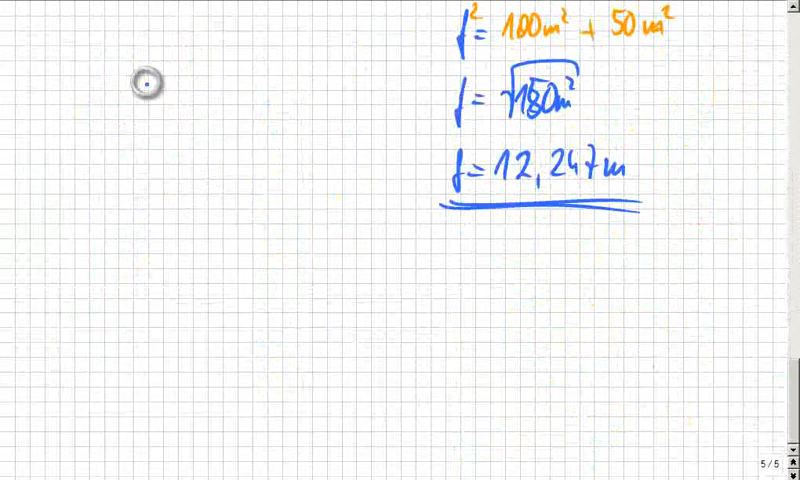 f² = 100m² + 50m²
f = √150m²
f = 12,247m
5/5